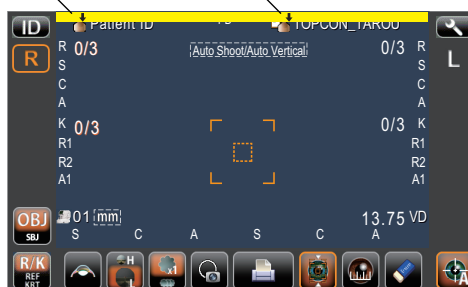 ID Patient ID TOPCON_TAROU
R R 0/3 Auto Shoot/Auto Vertical 0/3 R L
S S
C C
A A
K 0/3 0/3 K
R1 R1
R2 R2
A1 A1
OBJ 01 mm 13.75 VD
SBJ S C A S C A
R/K H x1
REF L
KRT A